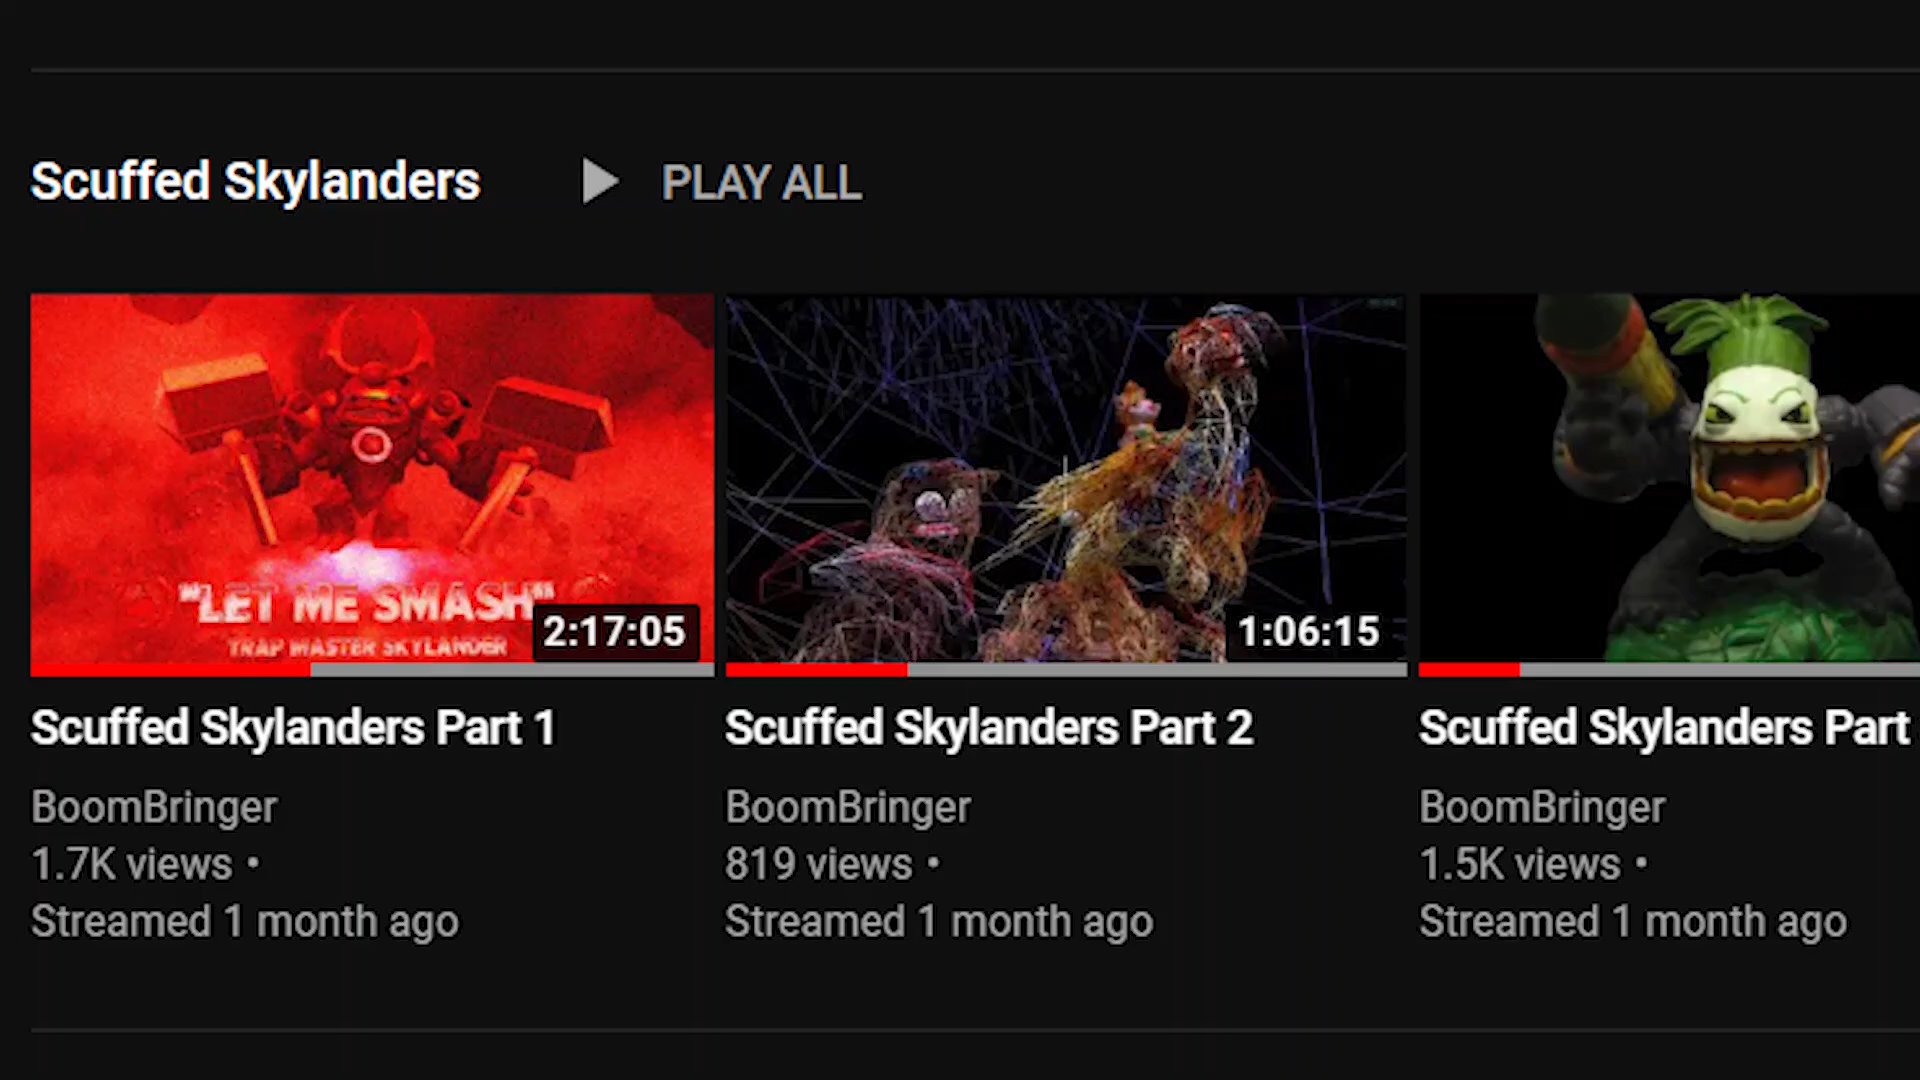 Scuffed Skylanders
PLAY ALL
"LET ME SMASH"
TRAP MASTER SKYLANDER
2:17:05
1:06:15
Scuffed Skylanders Part 1
BoomBringer
1.7K views •
Streamed 1 month ago
Scuffed Skylanders Part 2
BoomBringer
819 views •
Streamed 1 month ago
Scuffed Skylanders Part
BoomBringer
1.5K views •
Streamed 1 month ago